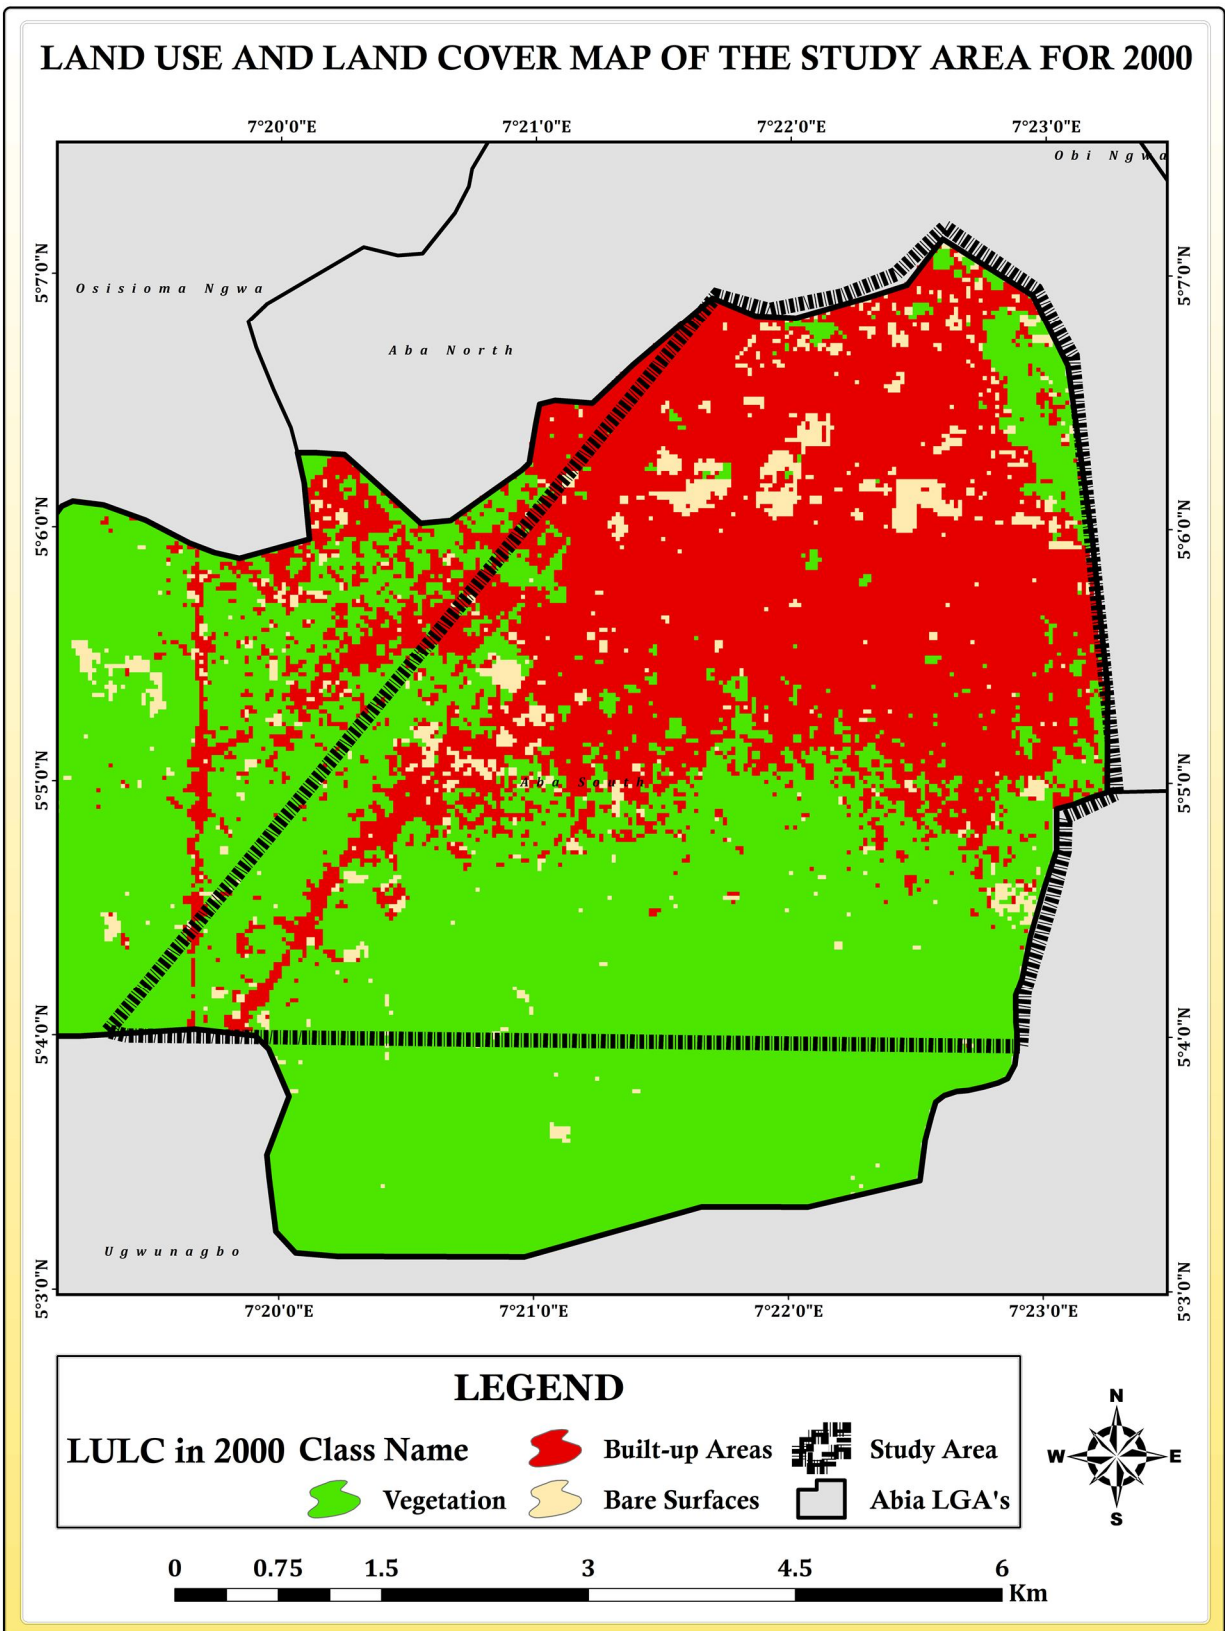 LAND USE AND LAND COVER MAP OF THE STUDY AREA FOR 2000
7°20'0"E 7°21'0"E 7°22'0"E 7°23'0"E
Obi Ngwa
5°7'0"N 5°7'0"N
Osisioma Ngwa
Aba North
5°6'0"N 5°6'0"N
5°5'0"N 5°5'0"N
Aba South
5°4'0"N 5°4'0"N
Ugwunagbo
5°3'0"N 5°3'0"N
7°20'0"E 7°21'0"E 7°22'0"E 7°23'0"E
LEGEND
LULC in 2000 Class Name Built-up Areas Study Area
Vegetation Bare Surfaces Abia LGA's
N
W E
S
0 0.75 1.5 3 4.5 6
Km